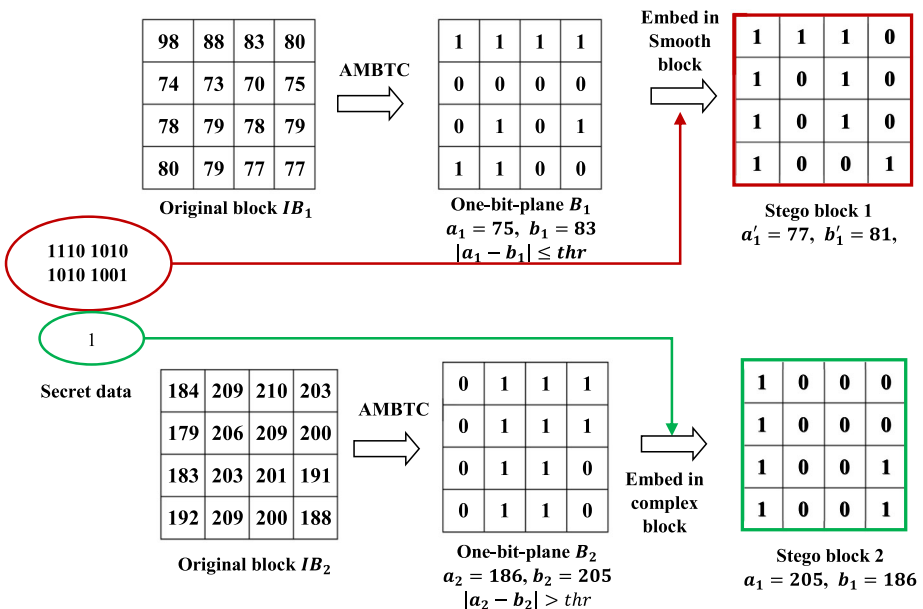 98 88 83 80
74 73 70 75
78 79 78 79
80 79 77 77
Original block IB₁
AMBTC
1 1 1 1
0 0 0 0
0 1 0 1
1 1 0 0
One-bit-plane B₁
a₁ = 75, b₁ = 83
|a₁ − b₁| ≤ thr
Embed in
Smooth
block
1 1 1 0
1 0 1 0
1 0 1 0
1 0 0 1
Stego block 1
a′₁ = 77, b′₁ = 81,
1110 1010
1010 1001
1
Secret data
184 209 210 203
179 206 209 200
183 203 201 191
192 209 200 188
Original block IB₂
AMBTC
0 1 1 1
0 1 1 1
0 1 1 0
0 1 1 0
One-bit-plane B₂
a₂ = 186, b₂ = 205
|a₂ − b₂| > thr
Embed in
complex
block
1 0 0 0
1 0 0 0
1 0 0 1
1 0 0 1
Stego block 2
a₁ = 205, b₁ = 186